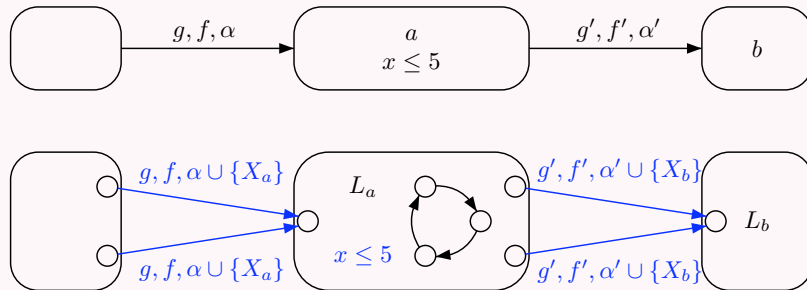 g, f, α
a
x ≤ 5
g′, f′, α′
b
g, f, α ∪ {X_a}
L_a
x ≤ 5
g, f, α ∪ {X_a}
g′, f′, α′ ∪ {X_b}
L_b
g′, f′, α′ ∪ {X_b}